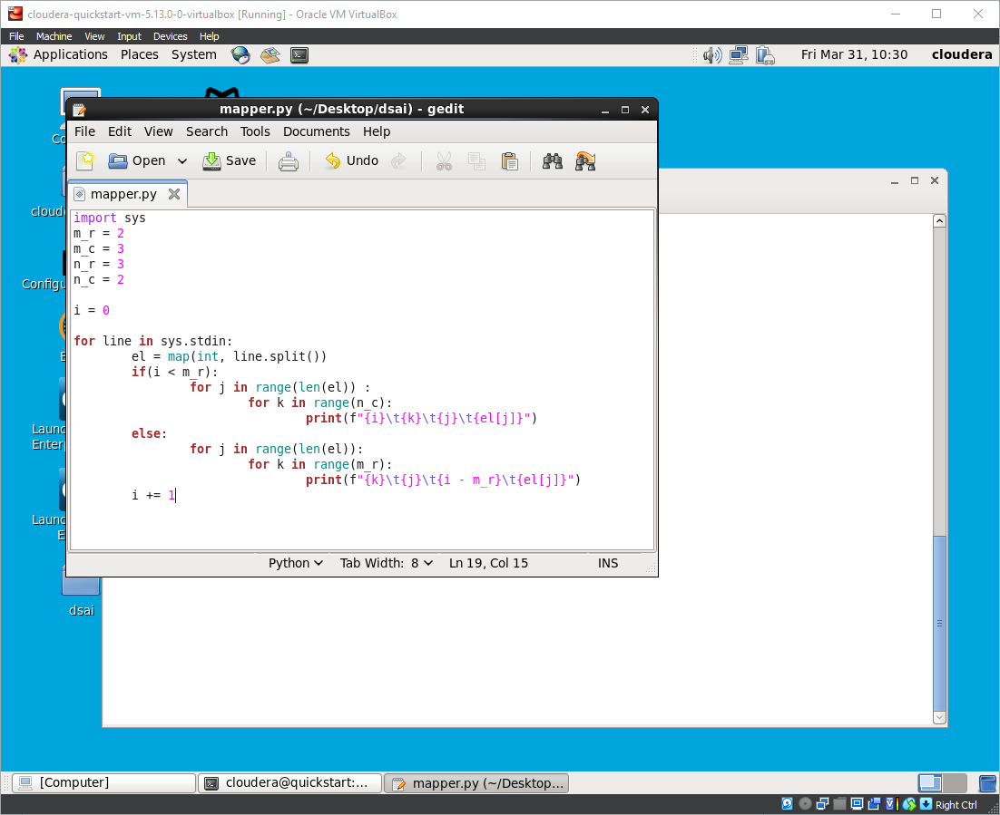 cloudera-quickstart-vm-5.13.0-0-virtualbox [Running] - Oracle VM VirtualBox
File Machine View Input Devices Help
Applications Places System Fri Mar 31, 10:30 cloudera
mapper.py (~/Desktop/dsai) - gedit
File Edit View Search Tools Documents Help
Open Save Undo
mapper.py
import sys
m_r = 2
m_c = 3
n_r = 3
n_c = 2
i = 0
for line in sys.stdin:
        el = map(int, line.split())
        if(i < m_r):
                for j in range(len(el)) :
                        for k in range(n_c):
                                print(f"{i}\t{k}\t{j}\t{el[j]}")
        else:
                for j in range(len(el)):
                        for k in range(m_r):
                                print(f"{k}\t{j}\t{i - m_r}\t{el[j]}")
        i += 1
Python Tab Width: 8 Ln 19, Col 15 INS
Co
cloud
Configu
E
Launc
Enterp
Launc
E
dsai
[Computer] cloudera@quickstart:... mapper.py (~/Desktop...
Right Ctrl